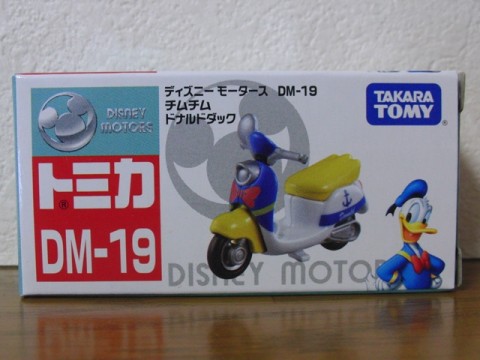 DISNEY
MOTORS
ディズニー モータース DM-19
チムチム
ドナルドダック
TAKARA
TOMY
トミカ
®
DM-19
DISNEY MOTORS